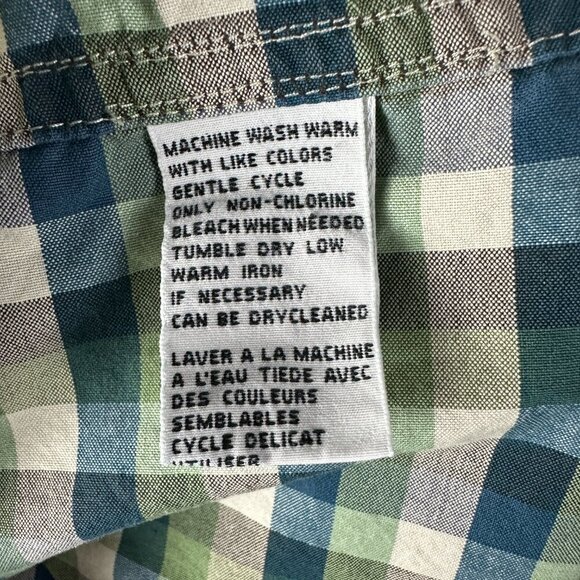 MACHINE WASH WARM
WITH LIKE COLORS
GENTLE CYCLE
ONLY NON-CHLORINE
BLEACH WHEN NEEDED
TUMBLE DRY LOW
WARM IRON
IF NECESSARY
CAN BE DRYCLEANED
LAVER A LA MACHINE
A L'EAU TIEDE AVEC
DES COULEURS
SEMBLABLES
CYCLE DELICAT
UTILISER